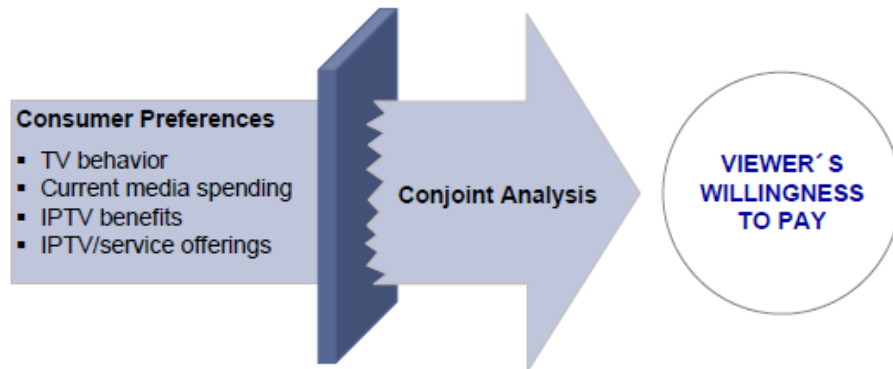 Consumer Preferences
▪ TV behavior
▪ Current media spending
▪ IPTV benefits
▪ IPTV/service offerings
Conjoint Analysis
VIEWER´ S
WILLINGNESS
TO PAY